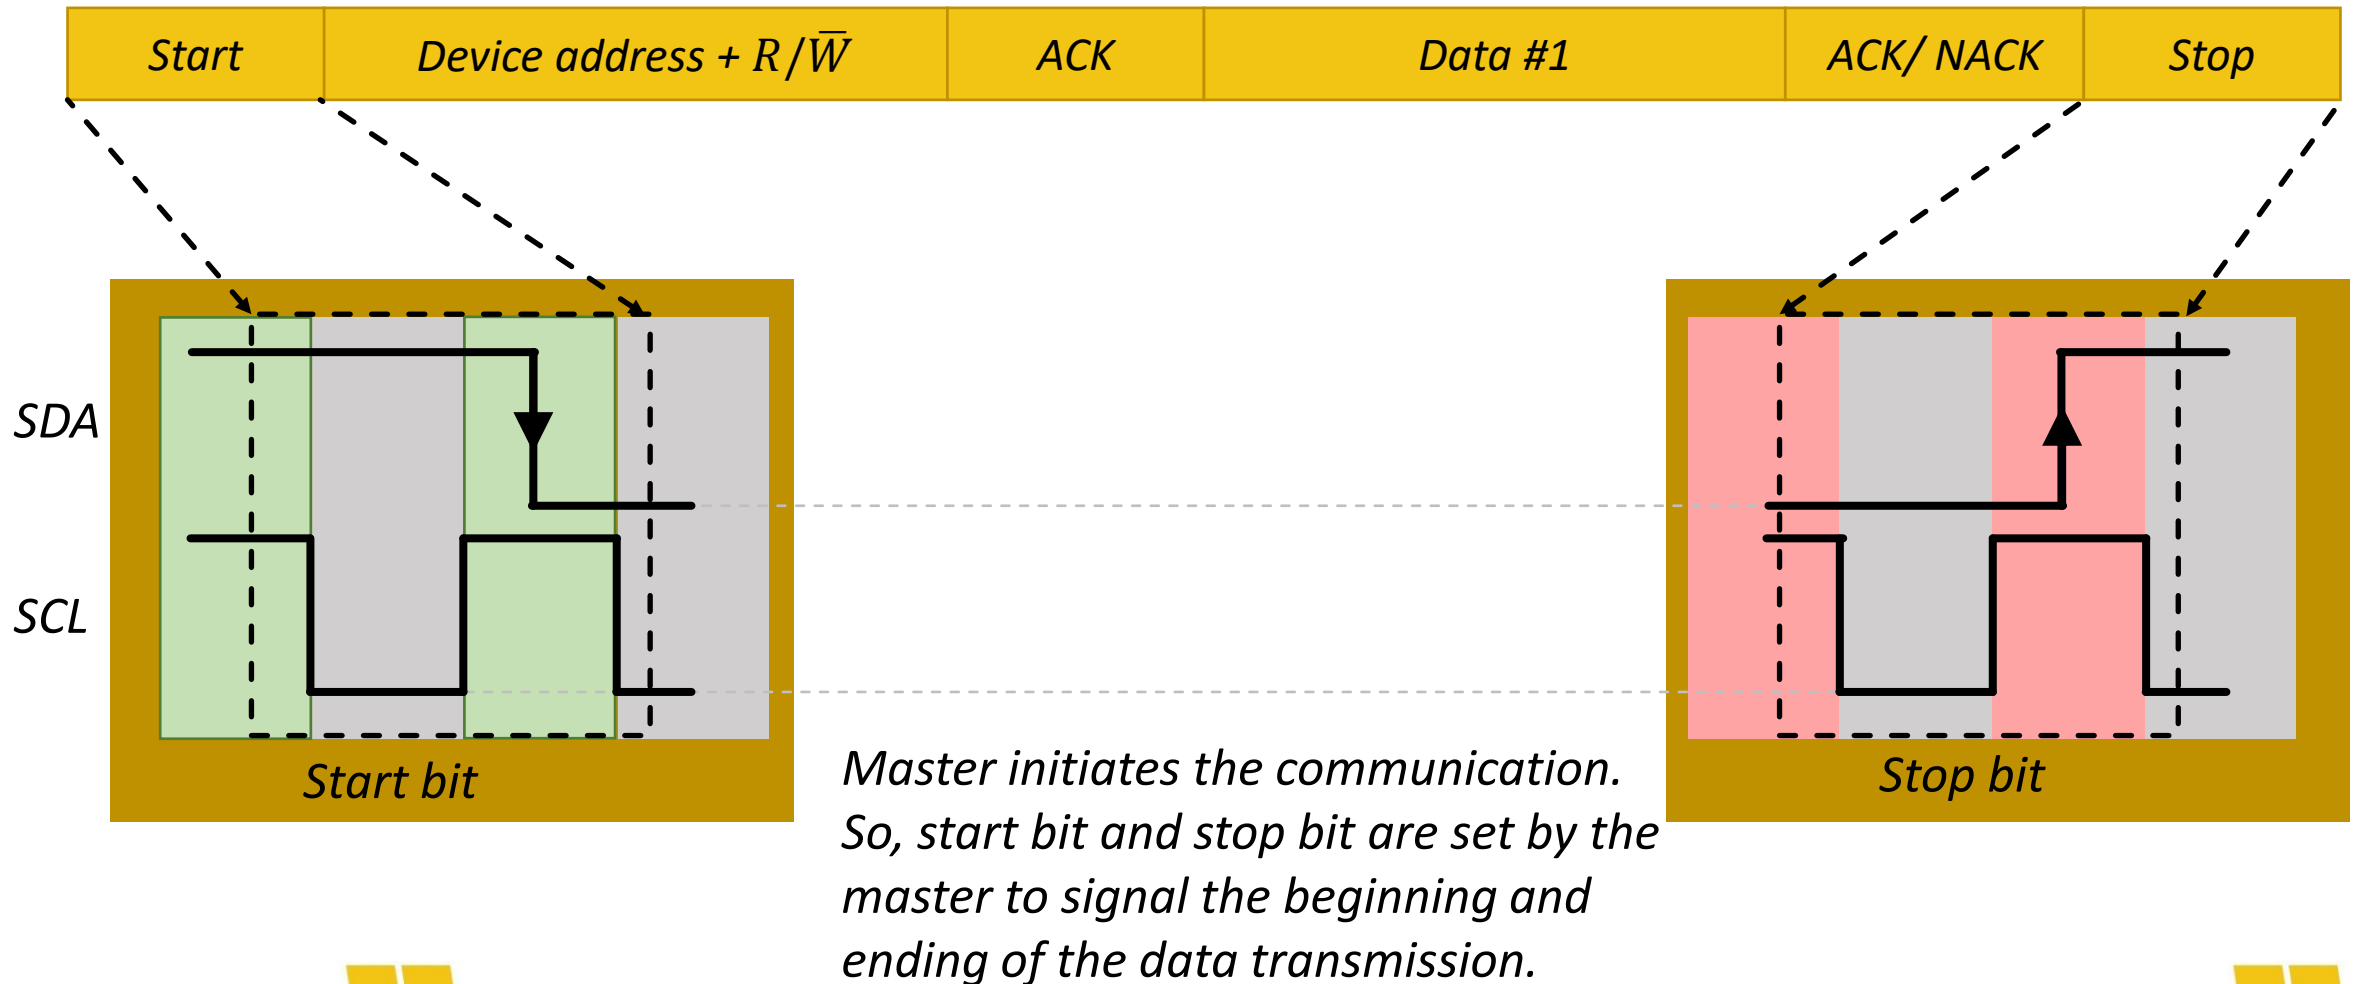 Start Device address + R/W̅ ACK Data #1 ACK/ NACK Stop
SDA
SCL
Start bit
Stop bit
Master initiates the communication.
So, start bit and stop bit are set by the
master to signal the beginning and
ending of the data transmission.